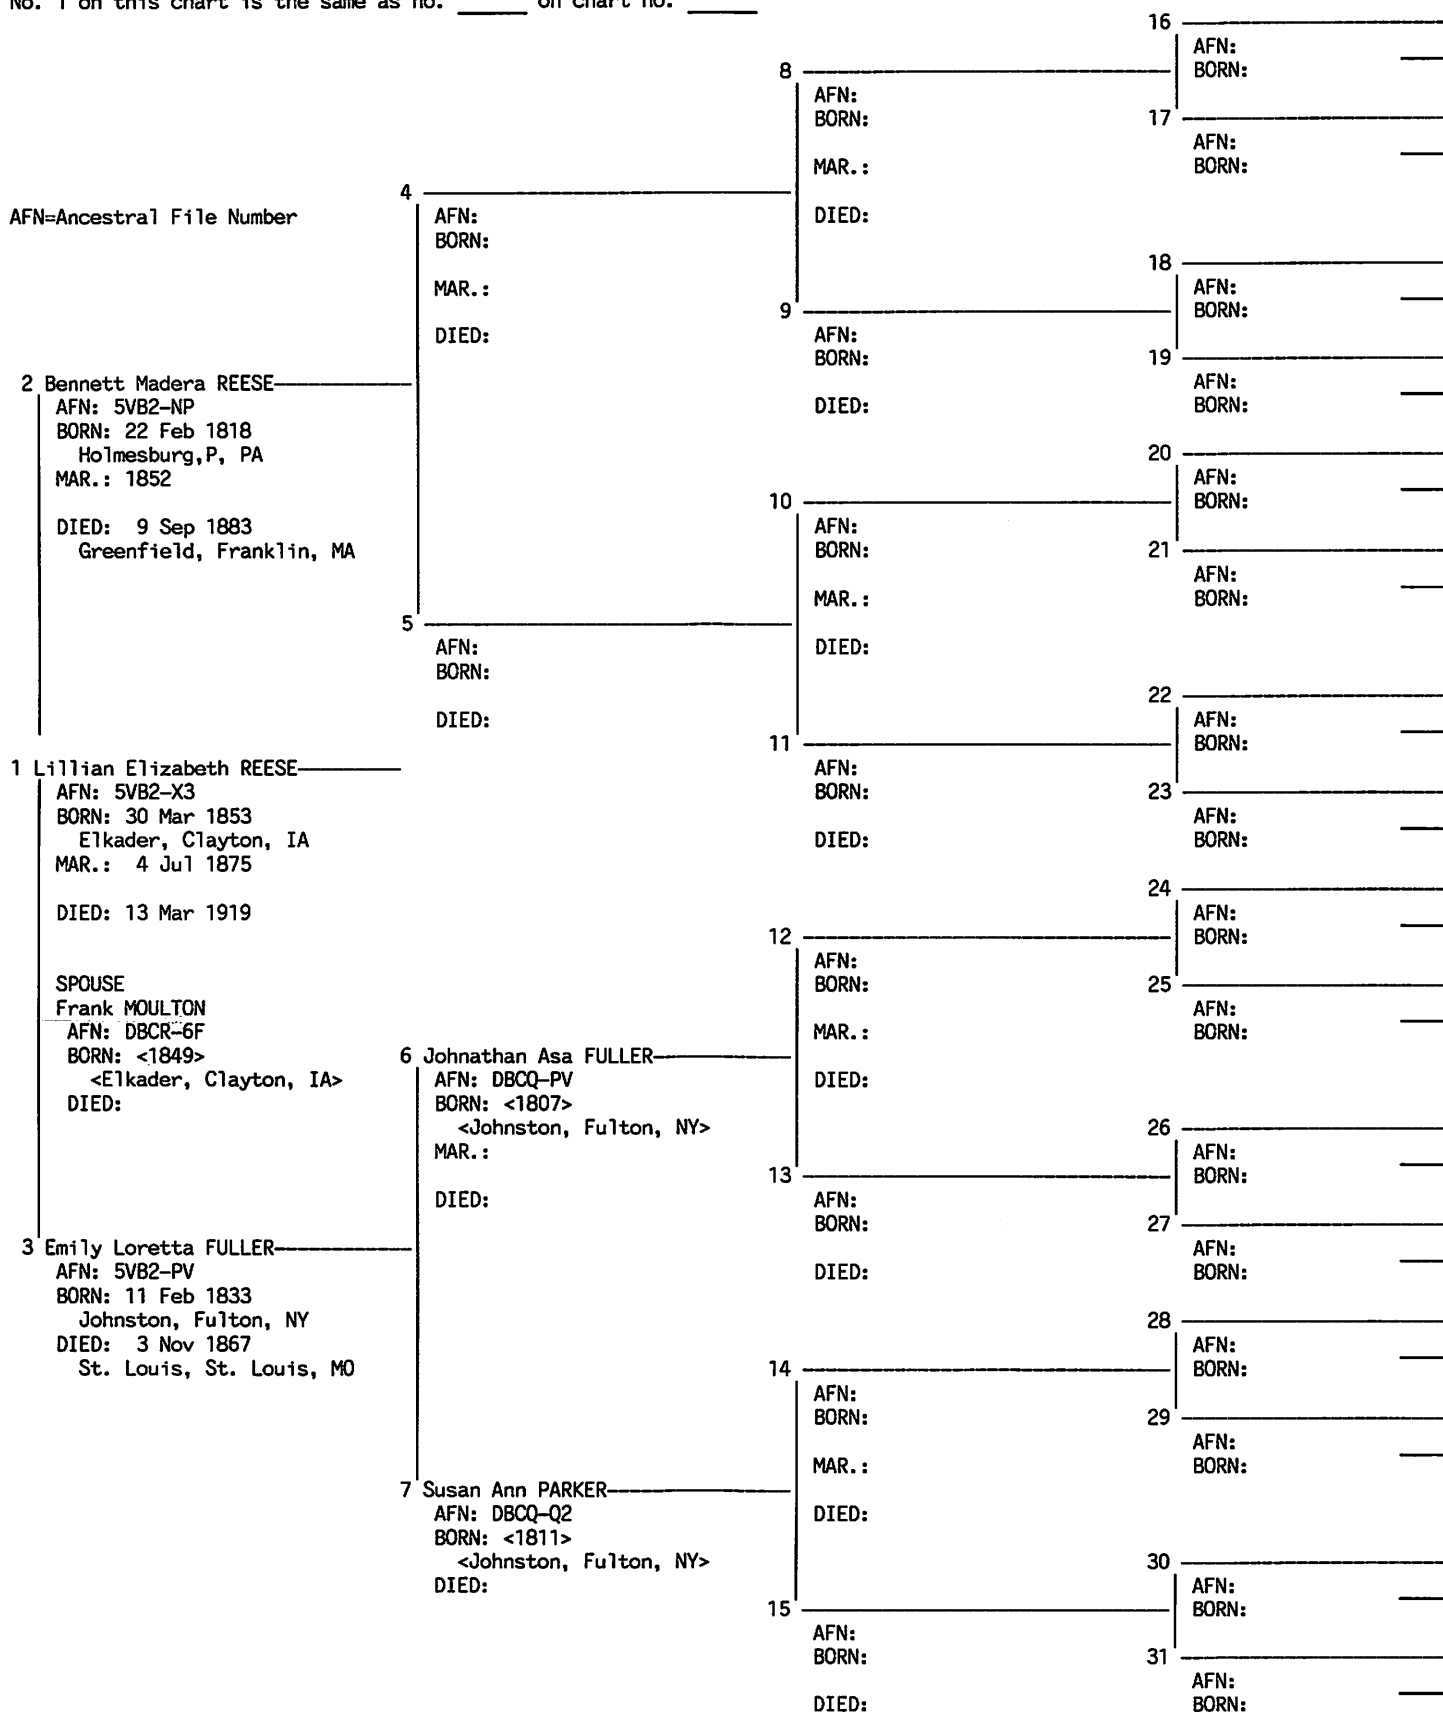 No. 1 on this chart is the same as no. _____ on chart no. _____
AFN=Ancestral File Number
2 Bennett Madera REESE
AFN: 5VB2-NP
BORN: 22 Feb 1818
Holmesburg,P, PA
MAR.: 1852
DIED: 9 Sep 1883
Greenfield, Franklin, MA
1 Lillian Elizabeth REESE
AFN: 5VB2-X3
BORN: 30 Mar 1853
Elkader, Clayton, IA
MAR.: 4 Jul 1875
DIED: 13 Mar 1919
SPOUSE
Frank MOULTON
AFN: DBCR-6F
BORN: <1849>
<Elkader, Clayton, IA>
DIED:
3 Emily Loretta FULLER
AFN: 5VB2-PV
BORN: 11 Feb 1833
Johnston, Fulton, NY
DIED: 3 Nov 1867
St. Louis, St. Louis, MO
4
AFN:
BORN:
MAR.:
DIED:
5
AFN:
BORN:
DIED:
6 Johnathan Asa FULLER
AFN: DBCQ-PV
BORN: <1807>
<Johnston, Fulton, NY>
MAR.:
DIED:
7 Susan Ann PARKER
AFN: DBCQ-Q2
BORN: <1811>
<Johnston, Fulton, NY>
DIED:
8
AFN:
BORN:
MAR.:
DIED:
9
AFN:
BORN:
DIED:
10
AFN:
BORN:
MAR.:
DIED:
11
AFN:
BORN:
DIED:
12
AFN:
BORN:
MAR.:
DIED:
13
AFN:
BORN:
DIED:
14
AFN:
BORN:
MAR.:
DIED:
15
AFN:
BORN:
DIED:
16
AFN:
BORN:
17
AFN:
BORN:
18
AFN:
BORN:
19
AFN:
BORN:
20
AFN:
BORN:
21
AFN:
BORN:
22
AFN:
BORN:
23
AFN:
BORN:
24
AFN:
BORN:
25
AFN:
BORN:
26
AFN:
BORN:
27
AFN:
BORN:
28
AFN:
BORN:
29
AFN:
BORN:
30
AFN:
BORN:
31
AFN:
BORN: